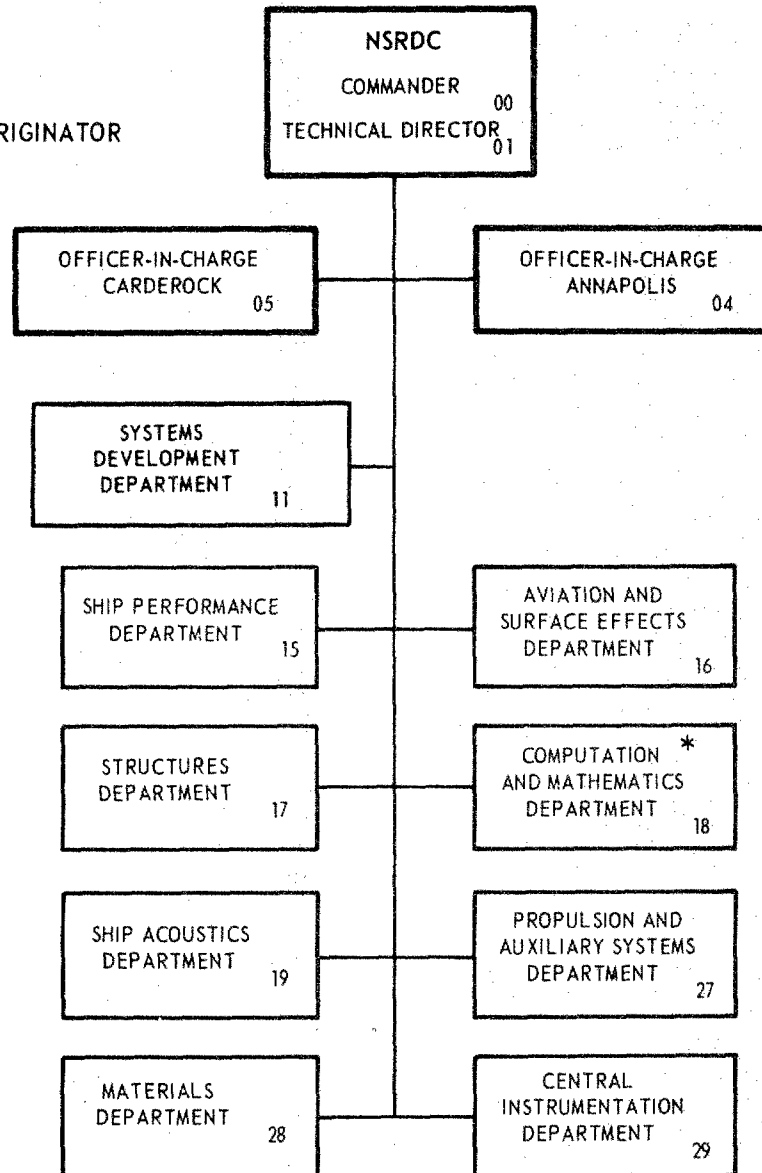 NSRDC
COMMANDER
00
TECHNICAL DIRECTOR
01
RIGINATOR
OFFICER-IN-CHARGE
CARDEROCK
05
OFFICER-IN-CHARGE
ANNAPOLIS
04
SYSTEMS
DEVELOPMENT
DEPARTMENT
11
SHIP PERFORMANCE
DEPARTMENT
15
AVIATION AND
SURFACE EFFECTS
DEPARTMENT
16
STRUCTURES
DEPARTMENT
17
COMPUTATION *
AND MATHEMATICS
DEPARTMENT
18
SHIP ACOUSTICS
DEPARTMENT
19
PROPULSION AND
AUXILIARY SYSTEMS
DEPARTMENT
27
MATERIALS
DEPARTMENT
28
CENTRAL
INSTRUMENTATION
DEPARTMENT
29